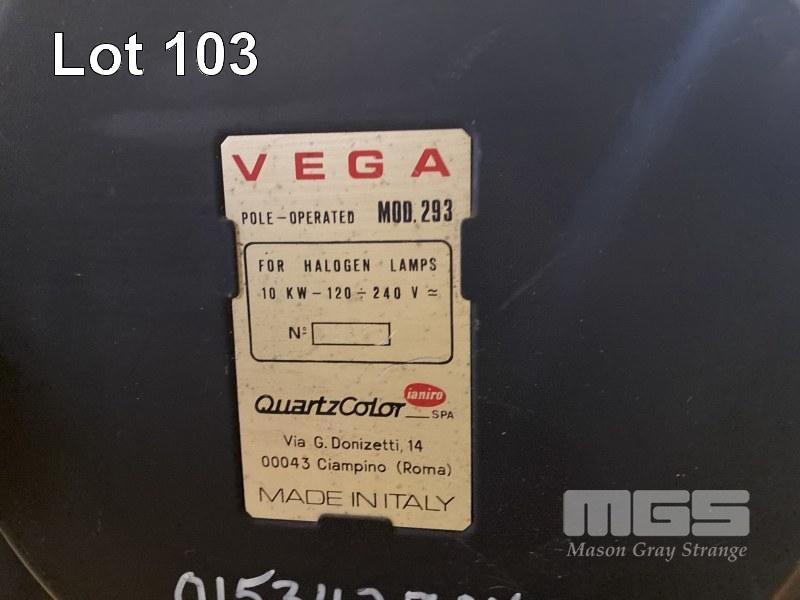 Lot 103
VEGA
POLE-OPERATED MOD. 293
FOR HALOGEN LAMPS
10 KW - 120 ÷ 240 V ≃
Nº
ianiro
QuartzColor SPA
Via G. Donizetti, 14
00043 Ciampino (Roma)
MADE IN ITALY
MGS
Mason Gray Strange